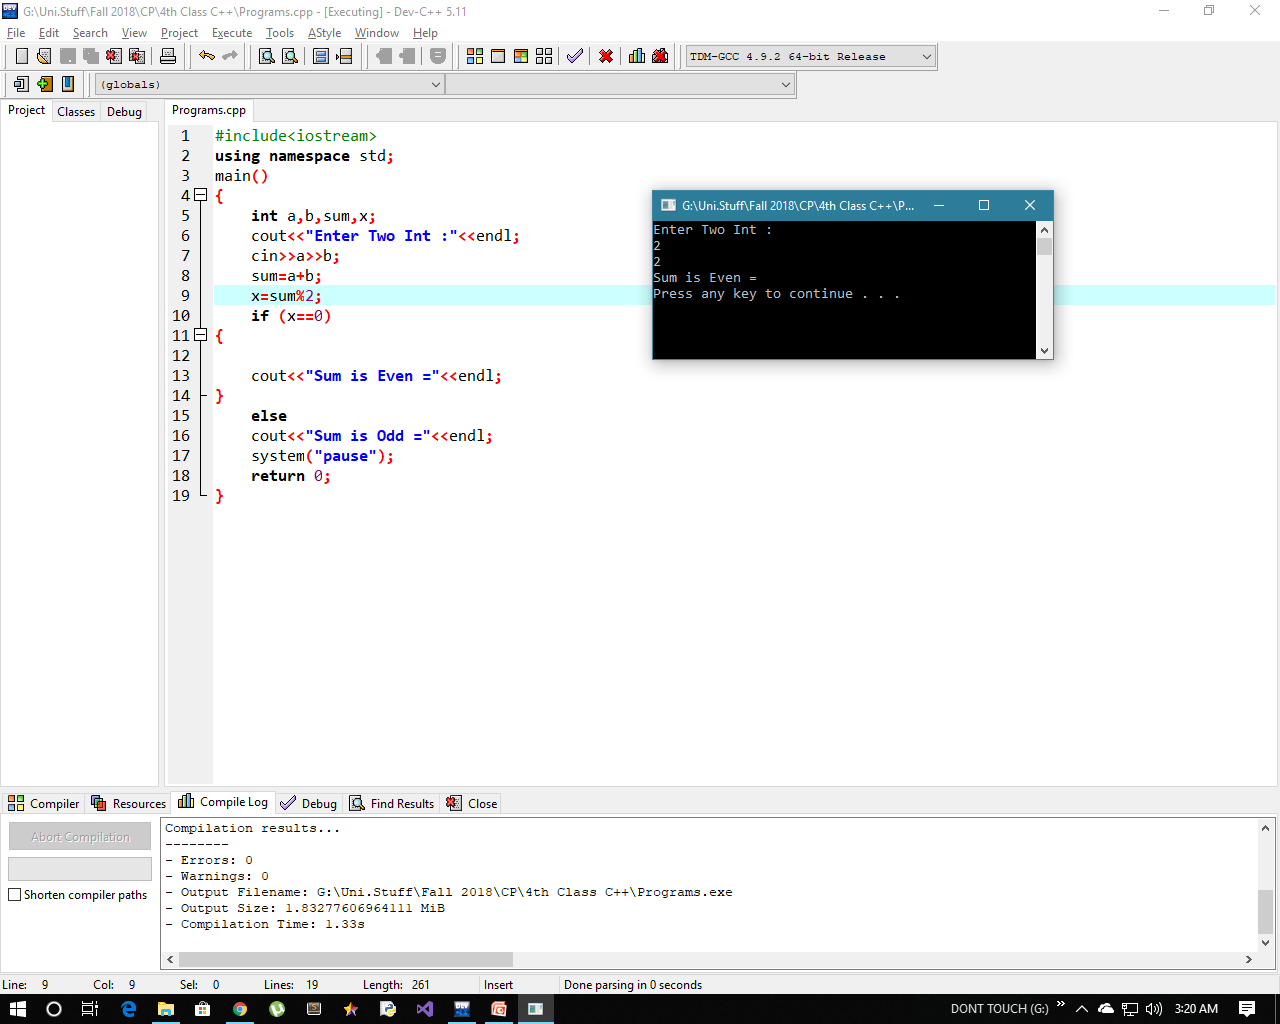 G:\Uni.Stuff\Fall 2018\CP\4th Class C++\Programs.cpp - [Executing] - Dev-C++ 5.11
File Edit Search View Project Execute Tools AStyle Window Help
TDM-GCC 4.9.2 64-bit Release
(globals)
Project Classes Debug
Programs.cpp
1 #include<iostream>
2 using namespace std;
3 main()
4 {
5 int a,b,sum,x;
6 cout<<"Enter Two Int :"<<endl;
7 cin>>a>>b;
8 sum=a+b;
9 x=sum%2;
10 if (x==0)
11 {
12
13 cout<<"Sum is Even ="<<endl;
14 }
15 else
16 cout<<"Sum is Odd ="<<endl;
17 system("pause");
18 return 0;
19 }
G:\Uni.Stuff\Fall 2018\CP\4th Class C++\P...
Enter Two Int :
2
2
Sum is Even =
Press any key to continue . . .
Compiler Resources Compile Log Debug Find Results Close
Abort Compilation
Shorten compiler paths
Compilation results...
--------
- Errors: 0
- Warnings: 0
- Output Filename: G:\Uni.Stuff\Fall 2018\CP\4th Class C++\Programs.exe
- Output Size: 1.83277606964111 MiB
- Compilation Time: 1.33s
Line: 9 Col: 9 Sel: 0 Lines: 19 Length: 261 Insert Done parsing in 0 seconds
DONT TOUCH (G:) 3:20 AM